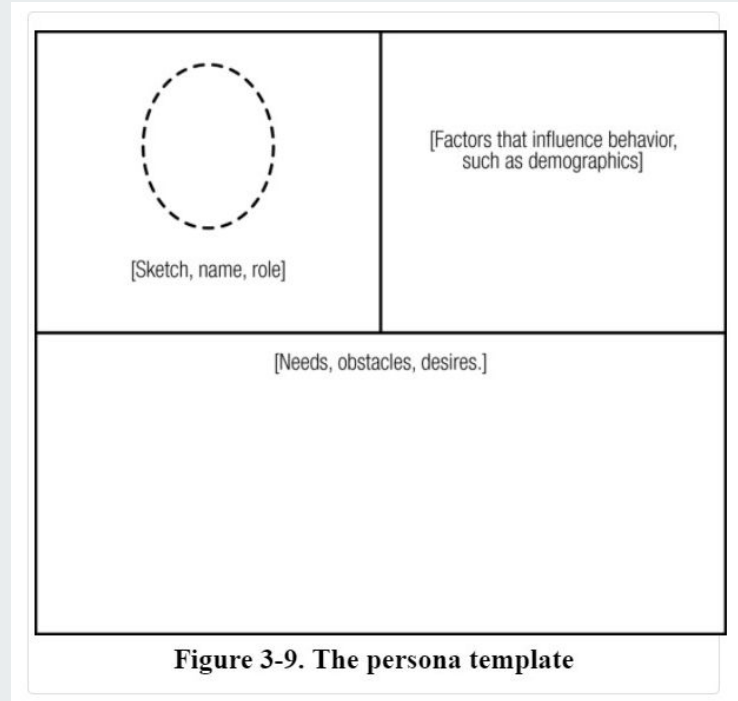 [Sketch, name, role]
[Factors that influence behavior,
such as demographics]
[Needs, obstacles, desires.]
Figure 3-9. The persona template